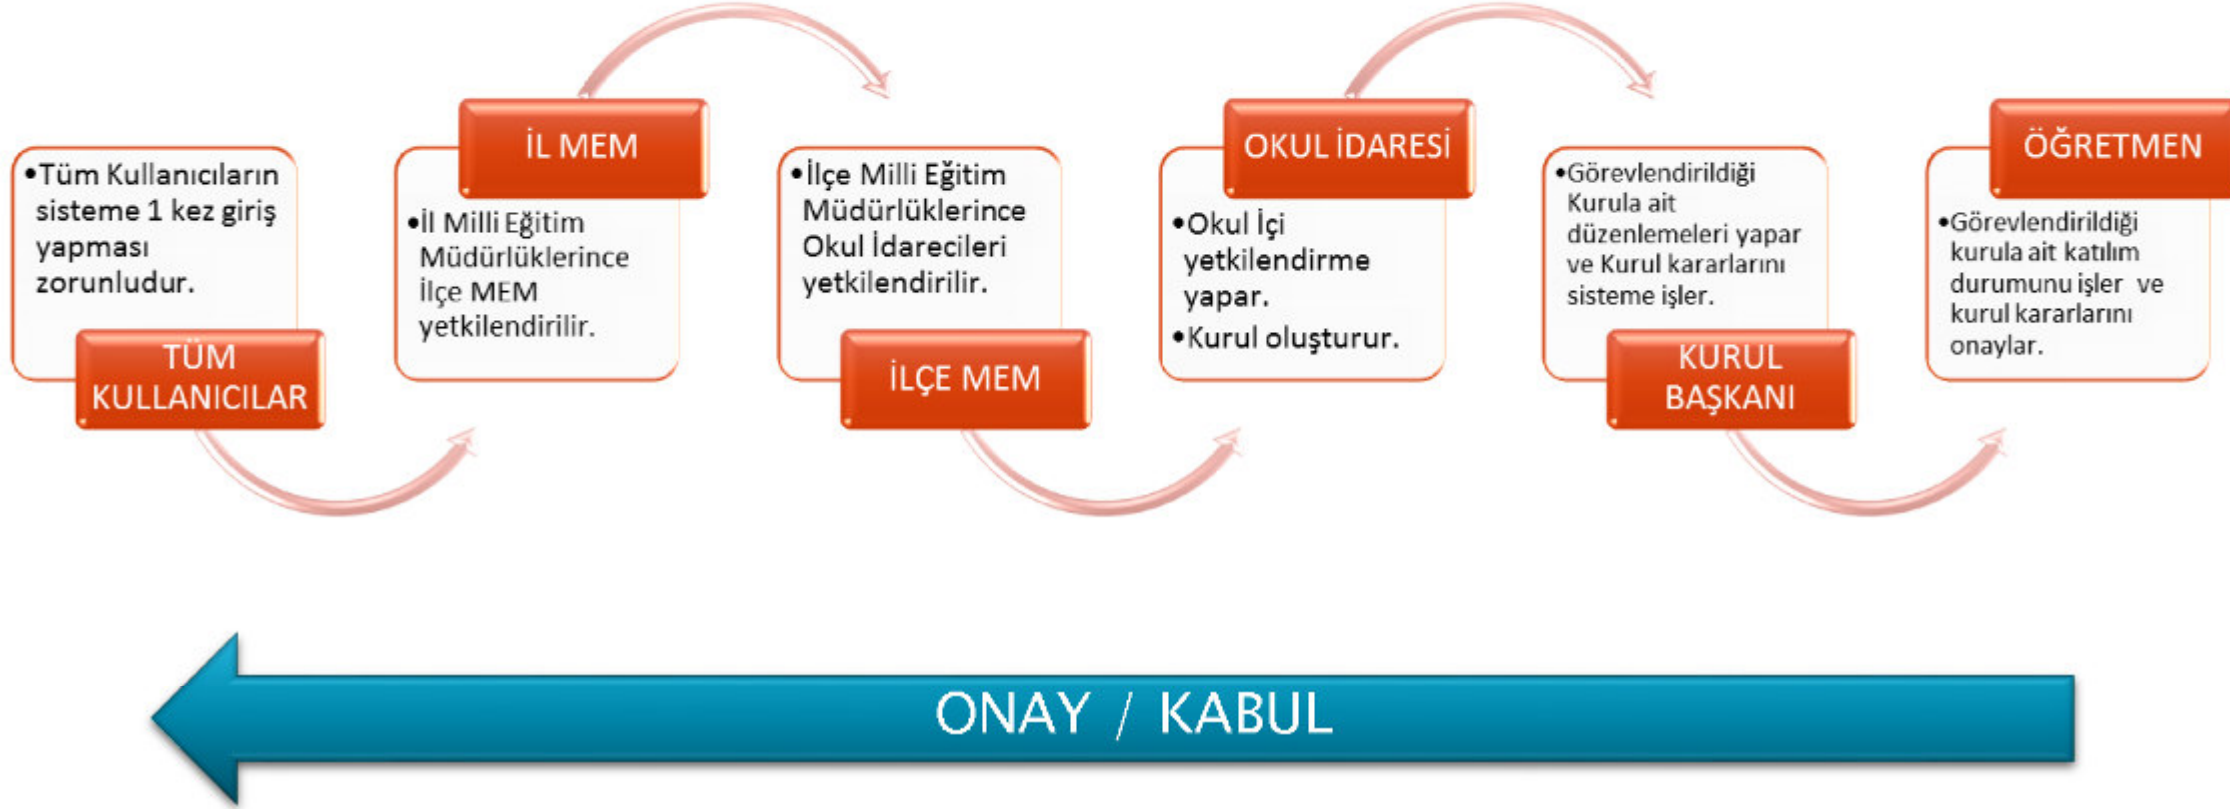 •Tüm Kullanıcıların
sisteme 1 kez giriş
yapması
zorunludur.
TÜM
KULLANICILAR
İL MEM
•İl Milli Eğitim
Müdürlüklerince
İlçe MEM
yetkilendirilir.
•İlçe Milli Eğitim
Müdürlüklerince
Okul İdarecileri
yetkilendirilir.
İLÇE MEM
OKUL İDARESİ
•Okul İçi
yetkilendirme
yapar.
•Kurul oluşturur.
•Görevlendirildiği
Kurula ait
düzenlemeleri yapar
ve Kurul kararlarını
sisteme işler.
KURUL
BAŞKANI
ÖĞRETMEN
•Görevlendirildiği
kurula ait katılım
durumunu işler ve
kurul kararlarını
onaylar.
ONAY / KABUL